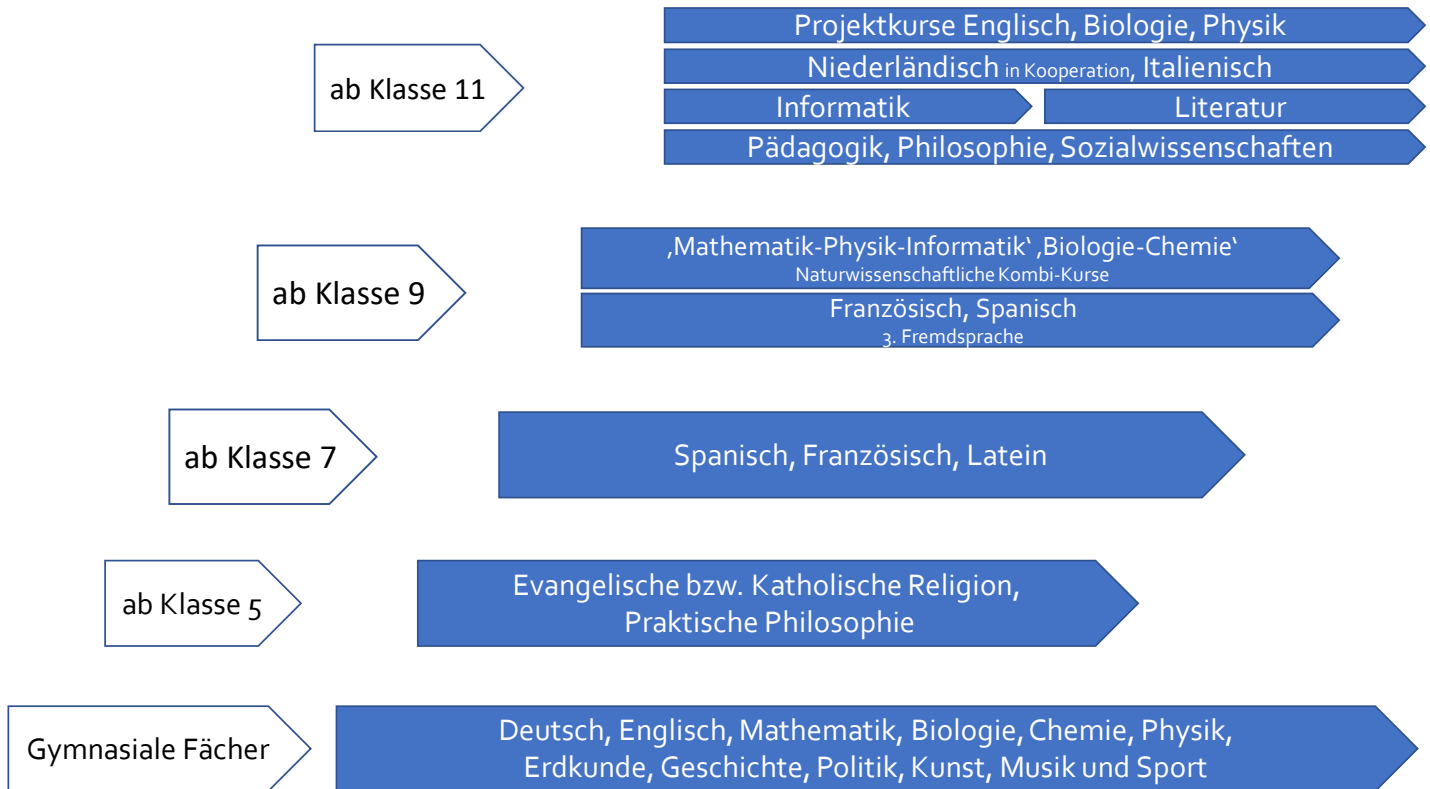 Projektkurse Englisch, Biologie, Physik
ab Klasse 11
Niederländisch in Kooperation, Italienisch
Informatik
Literatur
Pädagogik, Philosophie, Sozialwissenschaften
ab Klasse 9
‚Mathematik-Physik-Informatik‘ ‚Biologie-Chemie‘
Naturwissenschaftliche Kombi-Kurse
Französisch, Spanisch
3. Fremdsprache
ab Klasse 7
Spanisch, Französisch, Latein
ab Klasse 5
Evangelische bzw. Katholische Religion,
Praktische Philosophie
Gymnasiale Fächer
Deutsch, Englisch, Mathematik, Biologie, Chemie, Physik,
Erdkunde, Geschichte, Politik, Kunst, Musik und Sport